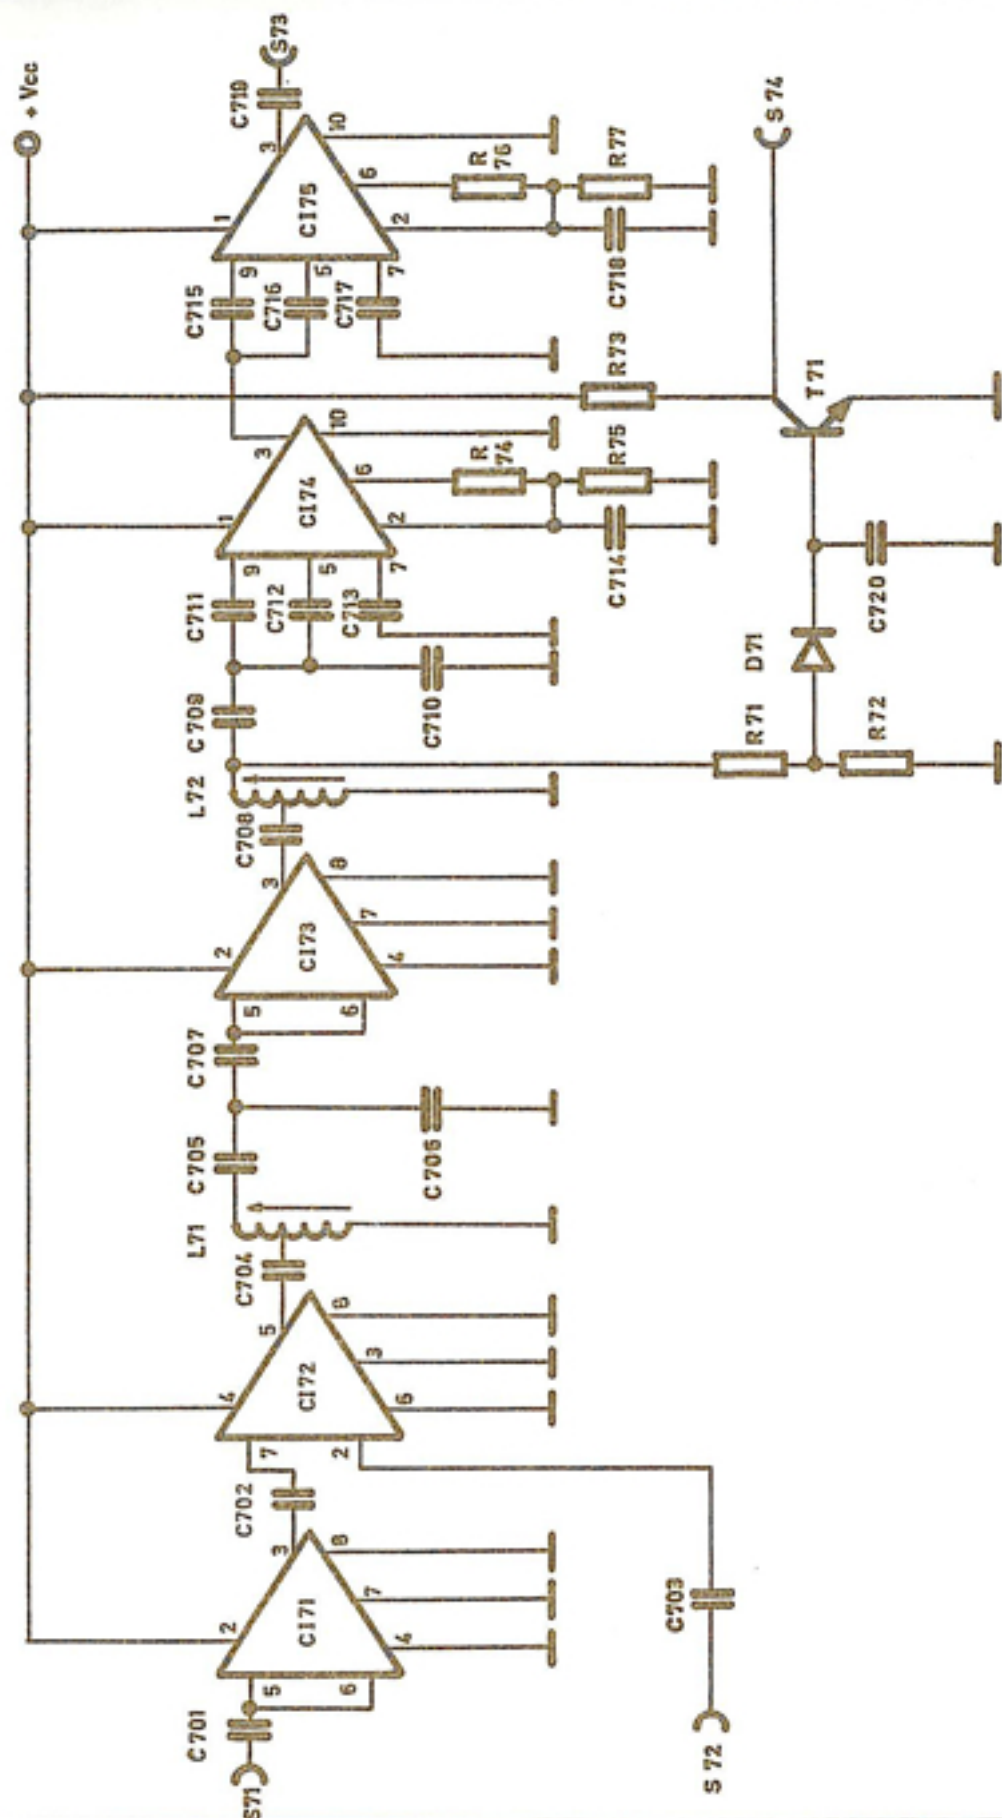 + Vcc
S73
C719
10
3
R
76
R77
S 74
6
CI75
1
2
C718
9
5
7
C715
C716
C717
R73
T71
10
3
R
74
R75
6
CI74
1
2
C714
9
5
7
C711
C712
C713
C720
D71
C710
C709
R71
R72
L72
C708
8
3
7
CI73
2
4
5
6
C707
C706
C705
L71
C704
8
5
3
CI72
4
6
7
2
C702
8
3
7
CI71
2
4
5
6
C703
C701
S71
S 72